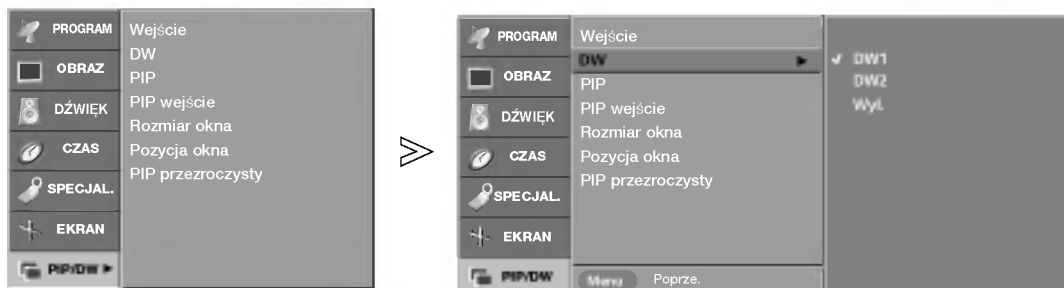 PROGRAM
OBRAZ
DŹWIĘK
CZAS
SPECJAL.
EKRAN
PIP/DW
Wejście
DW
PIP
PIP wejście
Rozmiar okna
Pozycja okna
PIP przezroczysty
PROGRAM
OBRAZ
DŹWIĘK
CZAS
SPECJAL.
EKRAN
PIP/DW
Wejście
DW
PIP
PIP wejście
Rozmiar okna
Pozycja okna
PIP przezroczysty
Menu Poprze.
DW1
DW2
Wył.